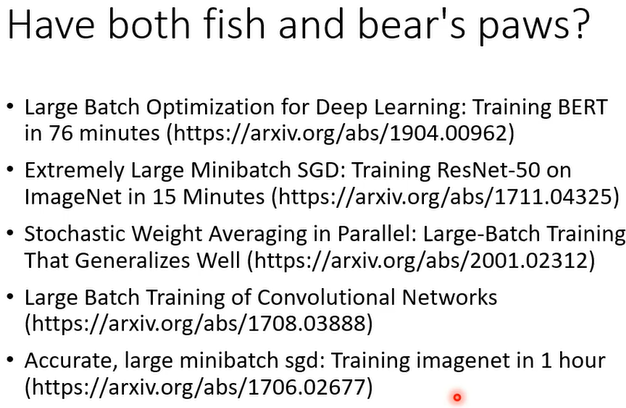 Have both fish and bear's paws?
• Large Batch Optimization for Deep Learning: Training BERT
in 76 minutes (https://arxiv.org/abs/1904.00962)
• Extremely Large Minibatch SGD: Training ResNet-50 on
ImageNet in 15 Minutes (https://arxiv.org/abs/1711.04325)
• Stochastic Weight Averaging in Parallel: Large-Batch Training
That Generalizes Well (https://arxiv.org/abs/2001.02312)
• Large Batch Training of Convolutional Networks
(https://arxiv.org/abs/1708.03888)
• Accurate, large minibatch sgd: Training imagenet in 1 hour
(https://arxiv.org/abs/1706.02677)